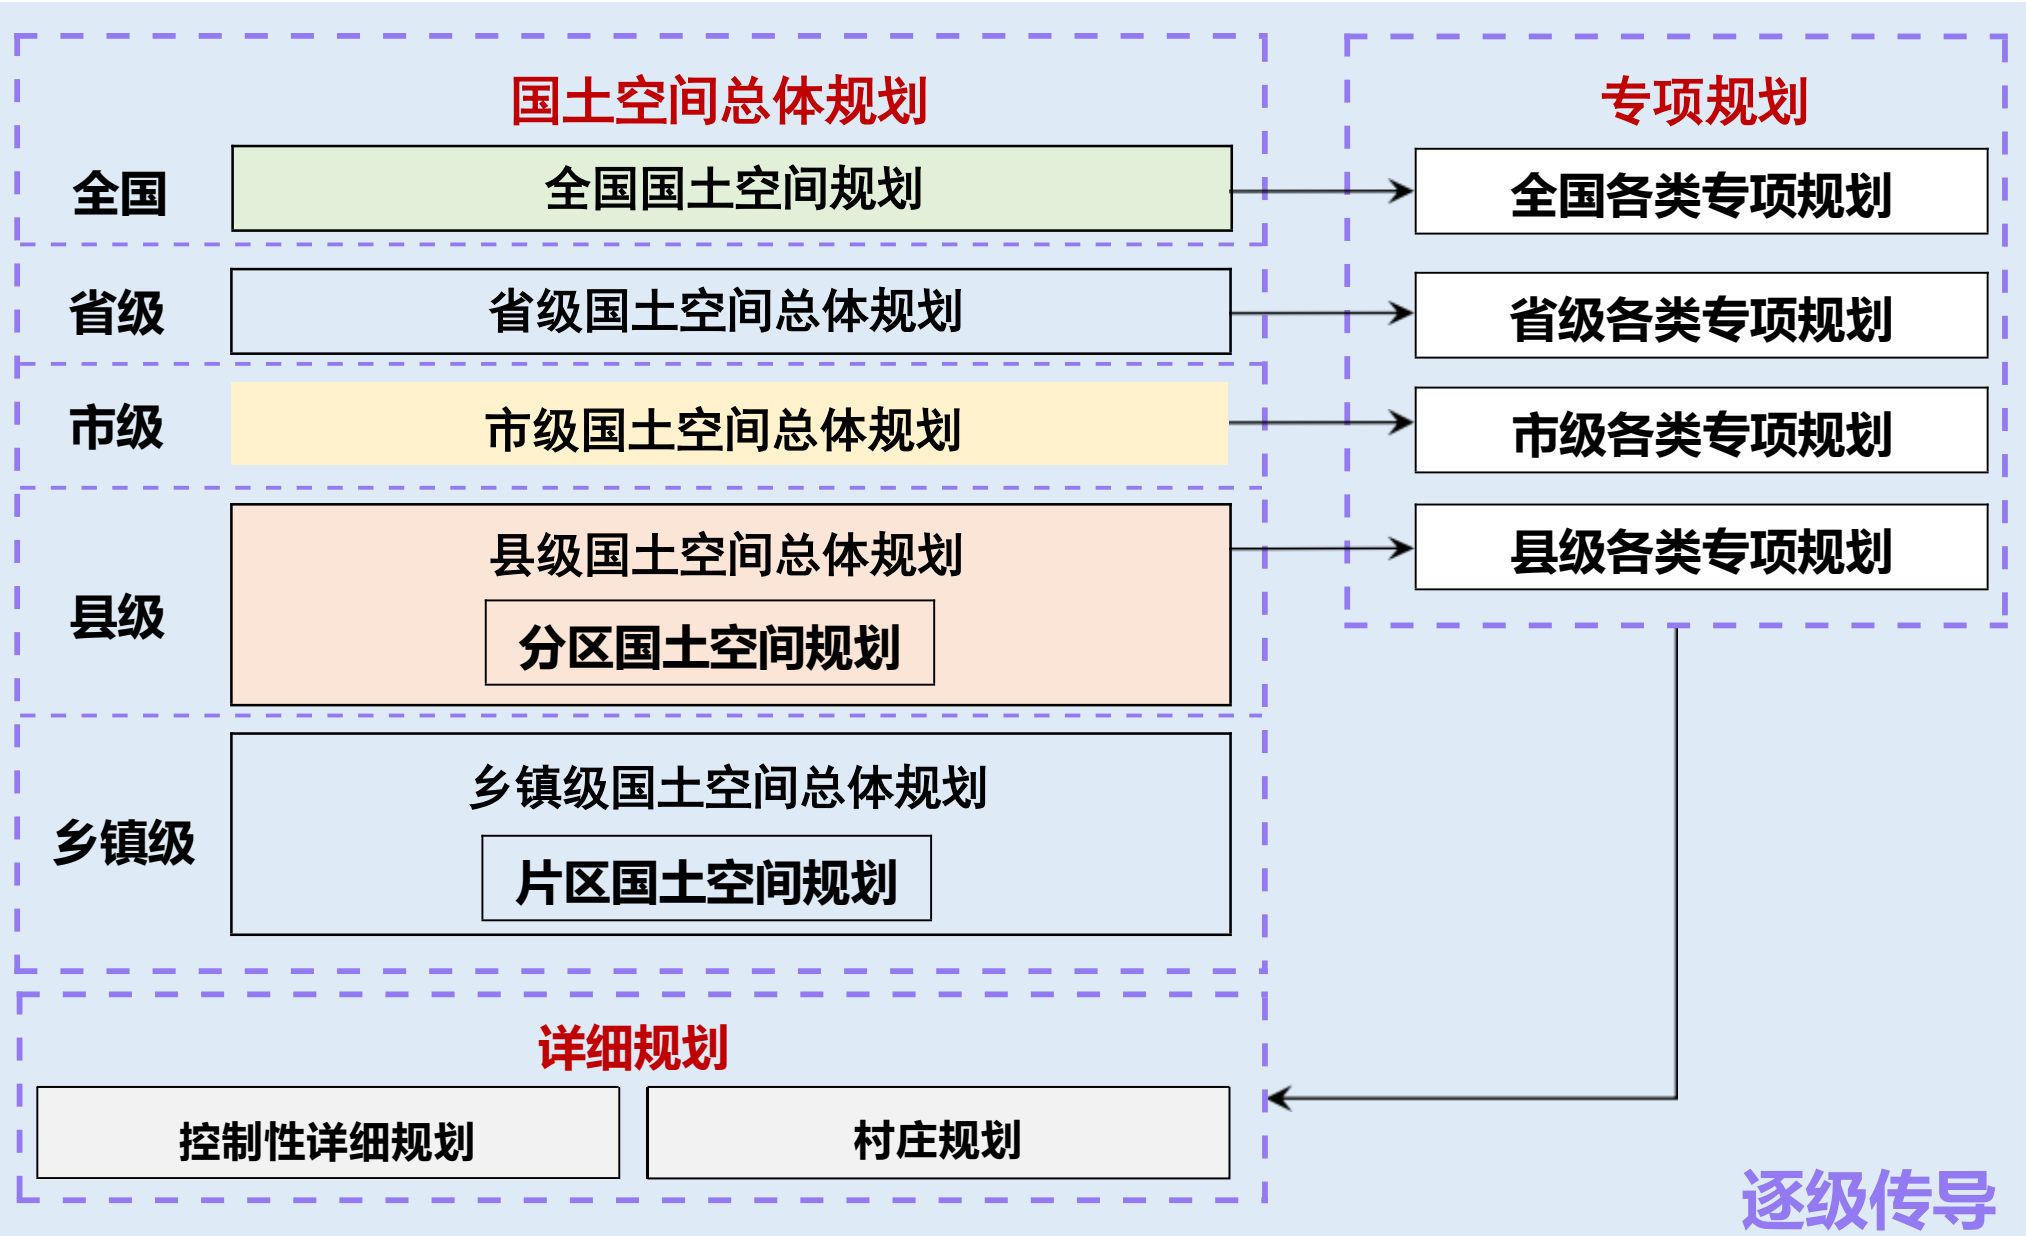 国土空间总体规划
专项规划
全国
全国国土空间规划
全国各类专项规划
省级
省级国土空间总体规划
省级各类专项规划
市级
市级国土空间总体规划
市级各类专项规划
县级
县级国土空间总体规划
县级各类专项规划
分区国土空间规划
乡镇级
乡镇级国土空间总体规划
片区国土空间规划
详细规划
控制性详细规划
村庄规划
逐级传导